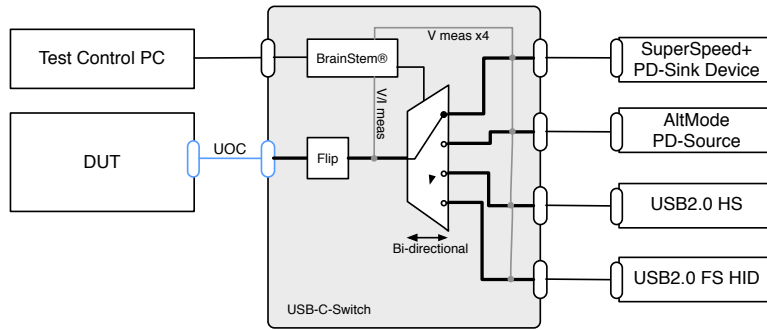 Test Control PC
BrainStem®
V meas x4
SuperSpeed+
PD-Sink Device
V/I meas
DUT
UOC
Flip
AltMode
PD-Source
USB2.0 HS
Bi-directional
USB2.0 FS HID
USB-C-Switch